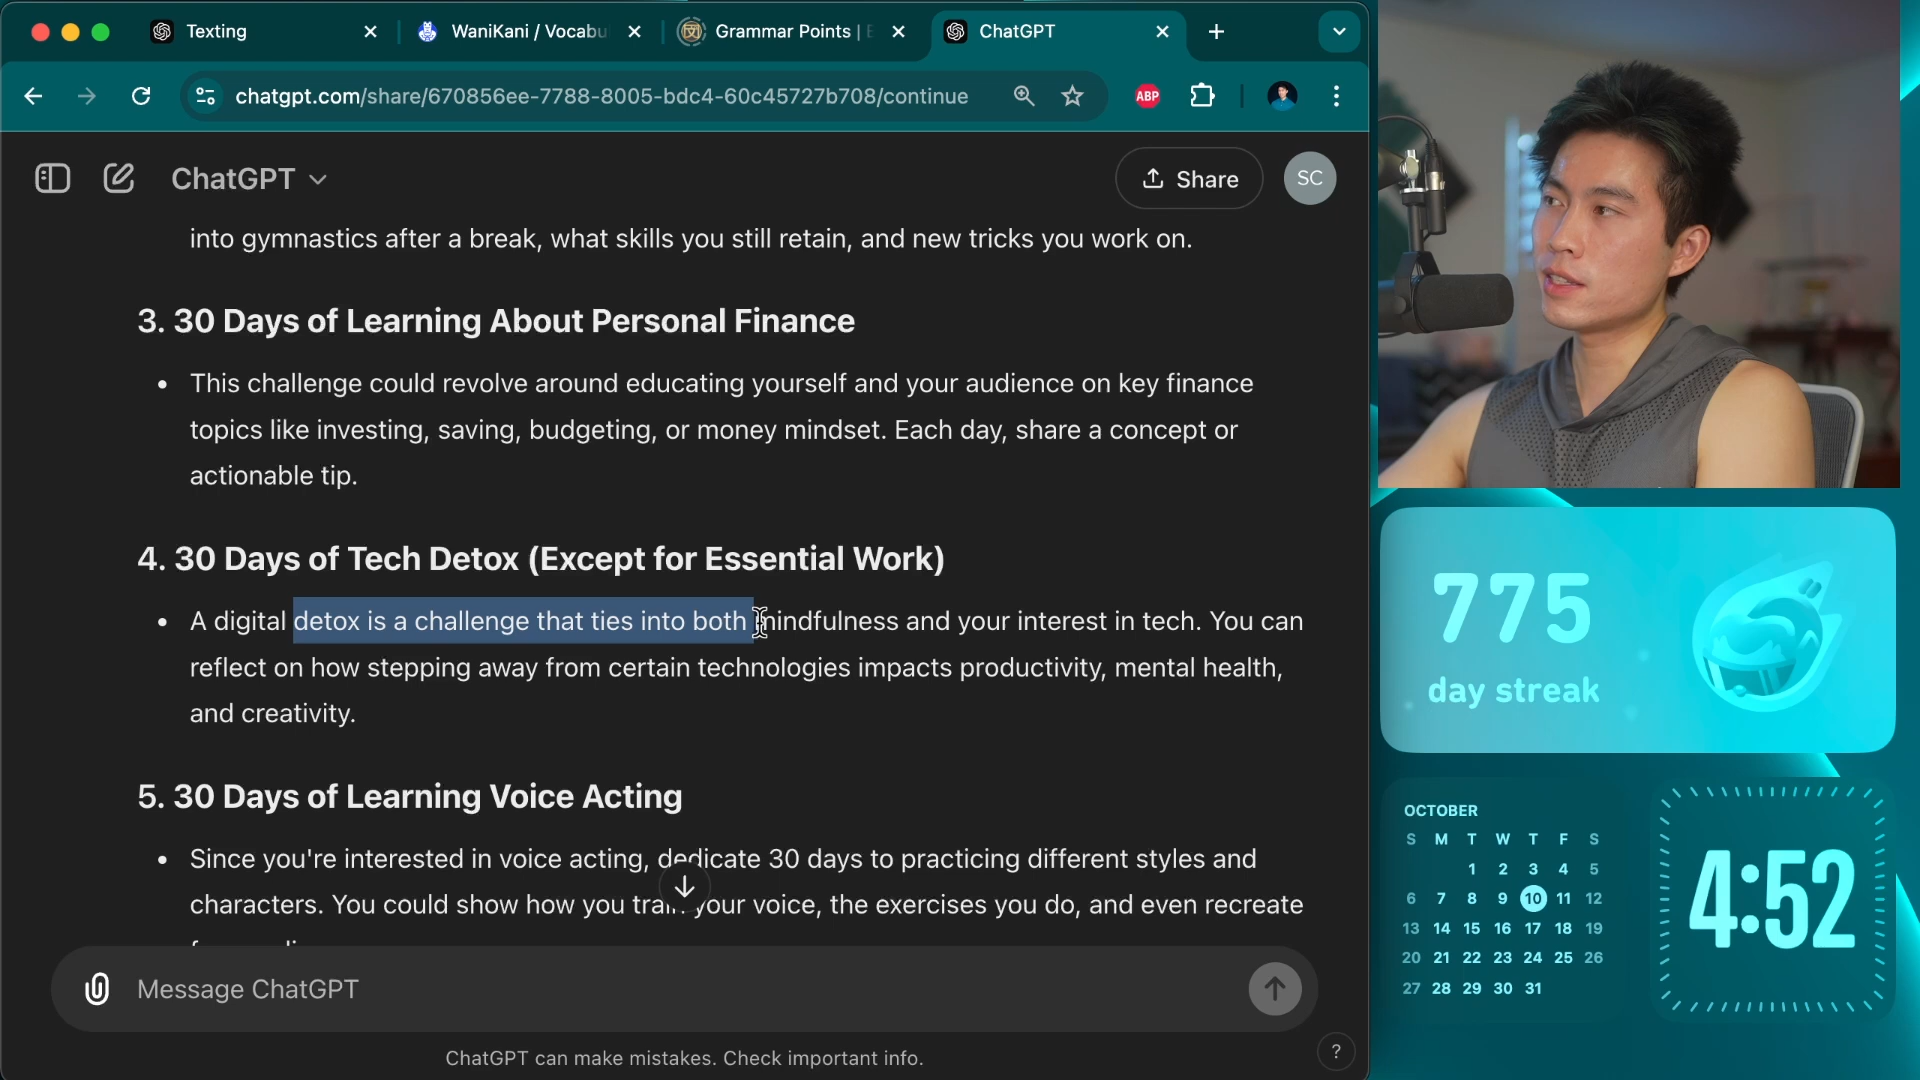 Texting
WaniKani / Vocabu
Grammar Points |
ChatGPT
chatgpt.com/share/670856ee-7788-8005-bdc4-60c45727b708/continue
ABP
ChatGPT
Share
SC
into gymnastics after a break, what skills you still retain, and new tricks you work on.
3. 30 Days of Learning About Personal Finance
• This challenge could revolve around educating yourself and your audience on key finance
topics like investing, saving, budgeting, or money mindset. Each day, share a concept or
actionable tip.
4. 30 Days of Tech Detox (Except for Essential Work)
• A digital detox is a challenge that ties into both mindfulness and your interest in tech. You can
reflect on how stepping away from certain technologies impacts productivity, mental health,
and creativity.
5. 30 Days of Learning Voice Acting
• Since you're interested in voice acting, dedicate 30 days to practicing different styles and
characters. You could show how you train your voice, the exercises you do, and even recreate
Message ChatGPT
ChatGPT can make mistakes. Check important info.
?
775
day streak
OCTOBER
S M T W T F S
1 2 3 4 5
6 7 8 9 10 11 12
13 14 15 16 17 18 19
20 21 22 23 24 25 26
27 28 29 30 31
4:52